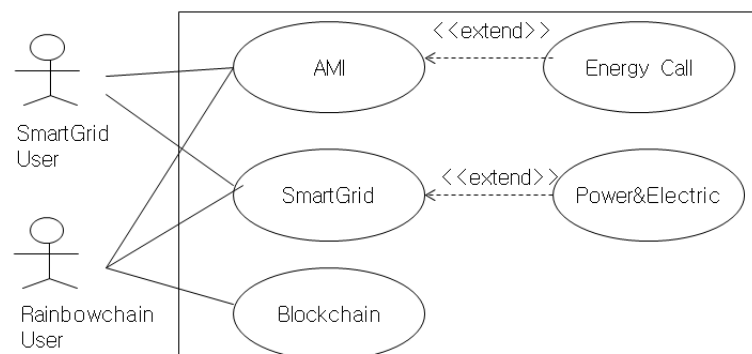 <<extend>>
AMI
Energy Call
SmartGrid
User
<<extend>>
SmartGrid
Power&Electric
Rainbowchain
User
Blockchain